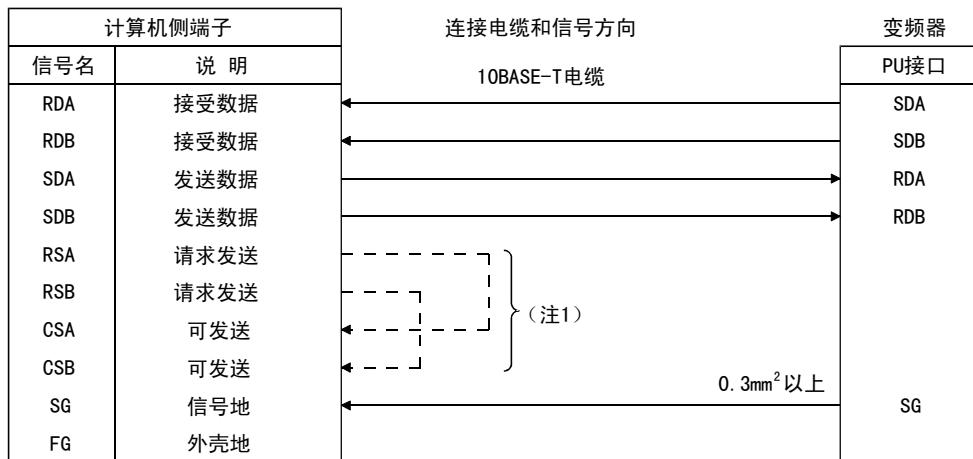 计算机侧端子 连接电缆和信号方向 变频器
信号名 说 明 10BASE-T电缆 PU接口
RDA 接受数据 SDA
RDB 接受数据 SDB
SDA 发送数据 RDA
SDB 发送数据 RDB
RSA 请求发送
RSB 请求发送
(注1)
CSA 可发送
CSB 可发送
0.3mm²以上
SG 信号地 SG
FG 外壳地